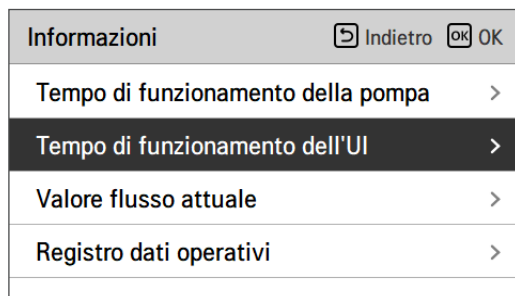 Informazioni Indietro OK OK
Tempo di funzionamento della pompa
Tempo di funzionamento dell'UI
Valore flusso attuale
Registro dati operativi